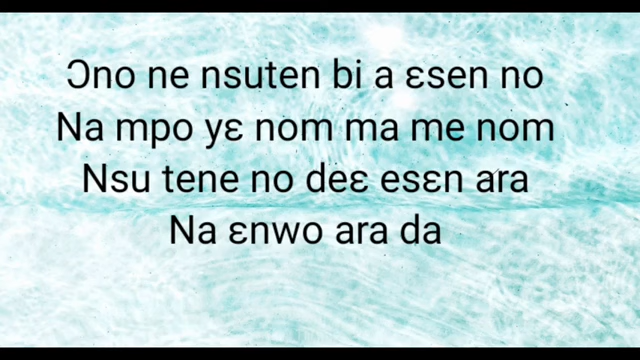 Ɔno ne nsuten bi a ɛsen no
Na mpo yɛ nom ma me nom
Nsu tene no deɛ esɛn ara
Na ɛnwo ara da